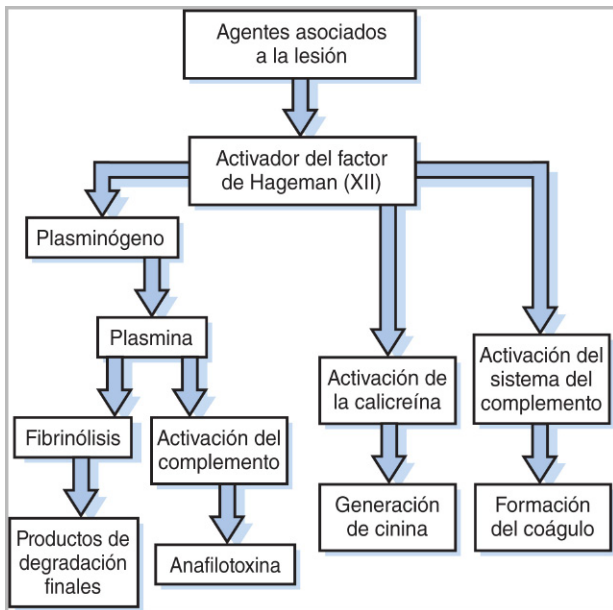 Agentes asociados
a la lesión
Activador del factor
de Hageman (XII)
Plasminógeno
Plasmina
Fibrinólisis
Activación del
complemento
Productos de
degradación
finales
Anafilotoxina
Activación de
la calicreína
Generación
de cinina
Activación del
sistema del
complemento
Formación
del coágulo